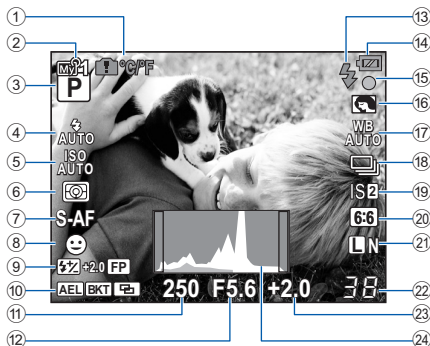 1
2
3
4
5
6
7
8
9
10
11
12
13
14
15
16
17
18
19
20
21
22
23
24
My1
°C/°F
P
AUTO
ISO
AUTO
S-AF
+2.0 FP
AEL BKT
250 F5.6 +2.0
WB
AUTO
IS 2
6:6
L N
38